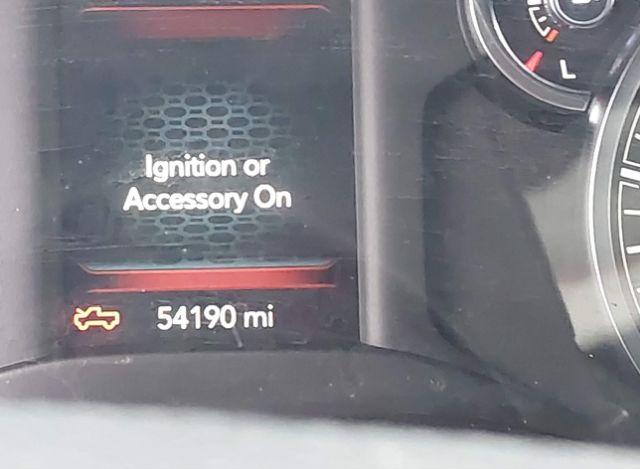 L
Ignition or
Accessory On
54190 mi